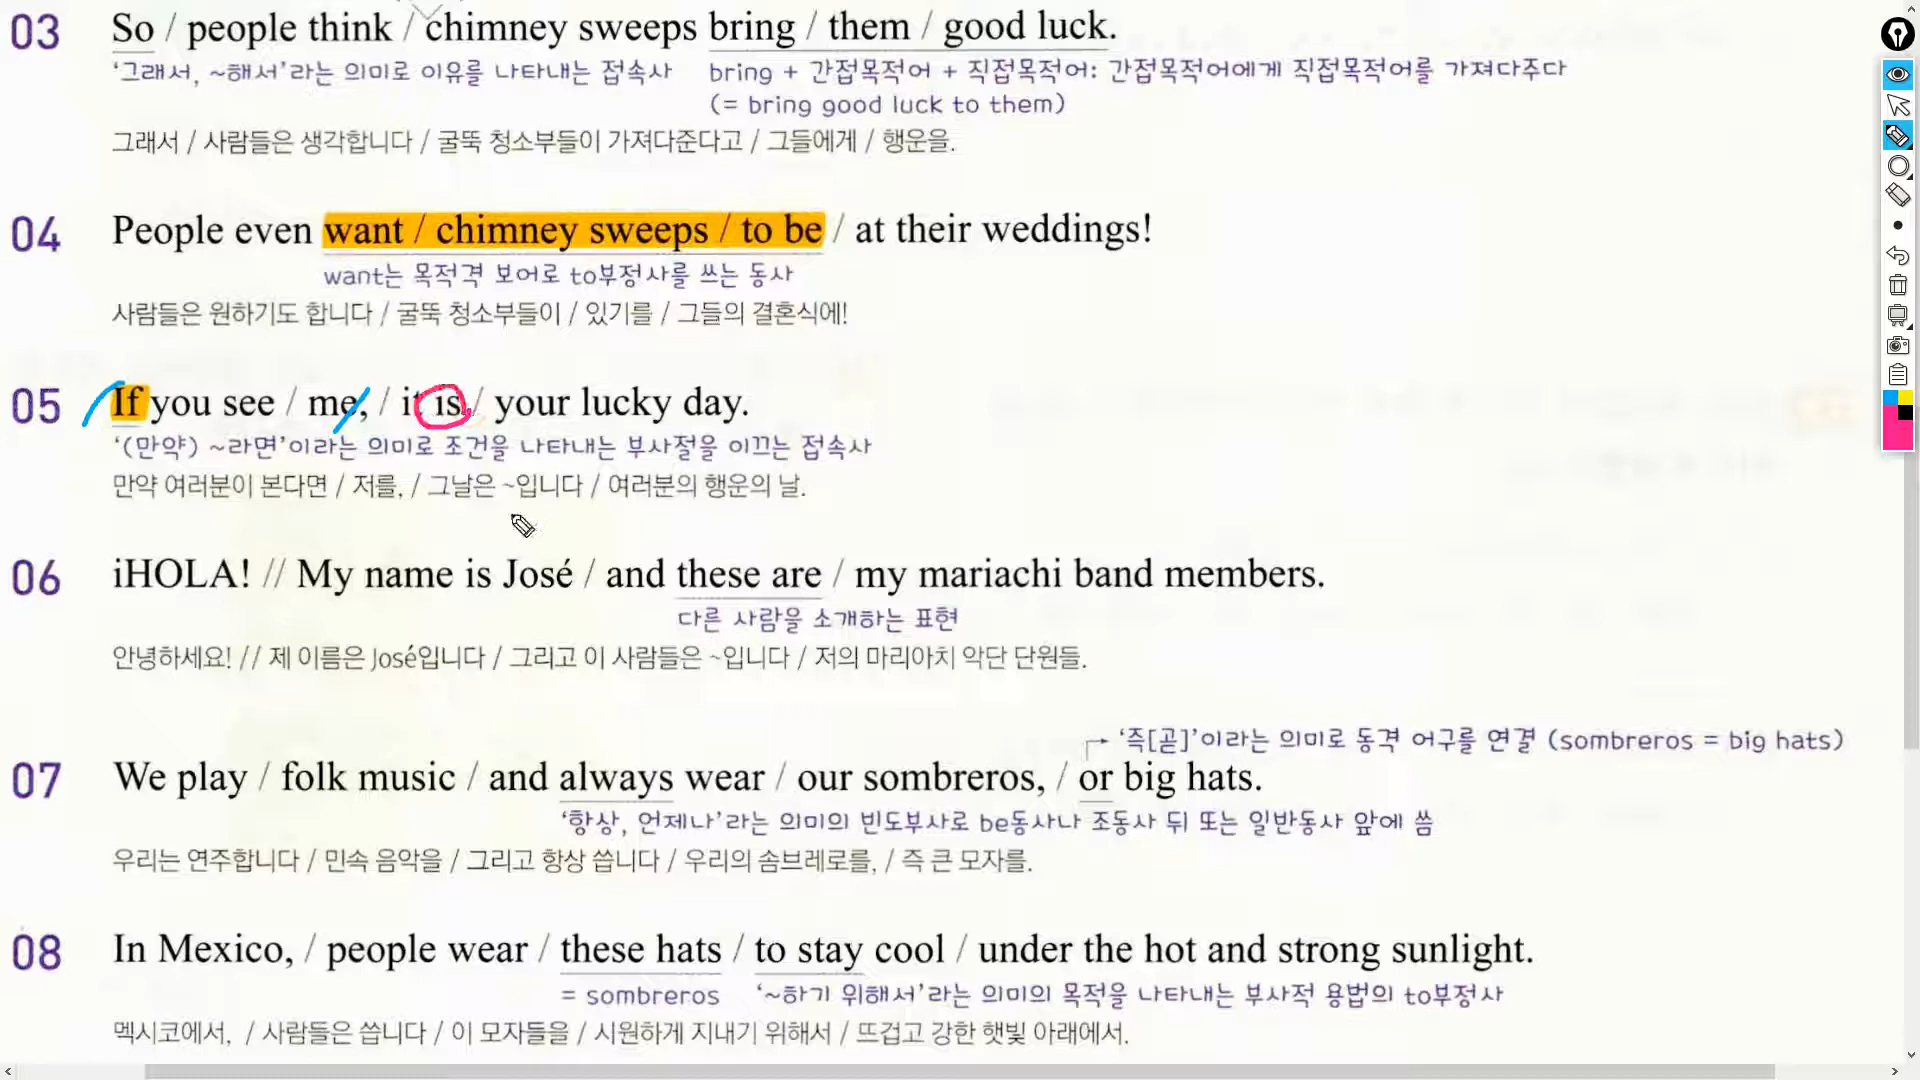 03 So / people think / chimney sweeps bring / them / good luck.
'그래서, ~해서'라는 의미로 이유를 나타내는 접속사 bring + 간접목적어 + 직접목적어: 간접목적어에게 직접목적어를 가져다주다
(= bring good luck to them)
그래서 / 사람들은 생각합니다 / 굴뚝 청소부들이 가져다준다고 / 그들에게 / 행운을.
04 People even want / chimney sweeps / to be / at their weddings!
want는 목적격 보어로 to부정사를 쓰는 동사
사람들은 원하기도 합니다 / 굴뚝 청소부들이 / 있기를 / 그들의 결혼식에!
05 If you see / me, / it is / your lucky day.
'(만약) ~라면'이라는 의미로 조건을 나타내는 부사절을 이끄는 접속사
만약 여러분이 본다면 / 저를, / 그날은 ~입니다 / 여러분의 행운의 날.
06 ¡HOLA! // My name is José / and these are / my mariachi band members.
다른 사람을 소개하는 표현
안녕하세요! // 제 이름은 José입니다 / 그리고 이 사람들은 ~입니다 / 저의 마리아치 악단 단원들.
'즉[곧]'이라는 의미로 동격 어구를 연결 (sombreros = big hats)
07 We play / folk music / and always wear / our sombreros, / or big hats.
'항상, 언제나'라는 의미의 빈도부사로 be동사나 조동사 뒤 또는 일반동사 앞에 씀
우리는 연주합니다 / 민속 음악을 / 그리고 항상 씁니다 / 우리의 솜브레로를, / 즉 큰 모자를.
08 In Mexico, / people wear / these hats / to stay cool / under the hot and strong sunlight.
= sombreros '~하기 위해서'라는 의미의 목적을 나타내는 부사적 용법의 to부정사
멕시코에서, / 사람들은 씁니다 / 이 모자들을 / 시원하게 지내기 위해서 / 뜨겁고 강한 햇빛 아래에서.